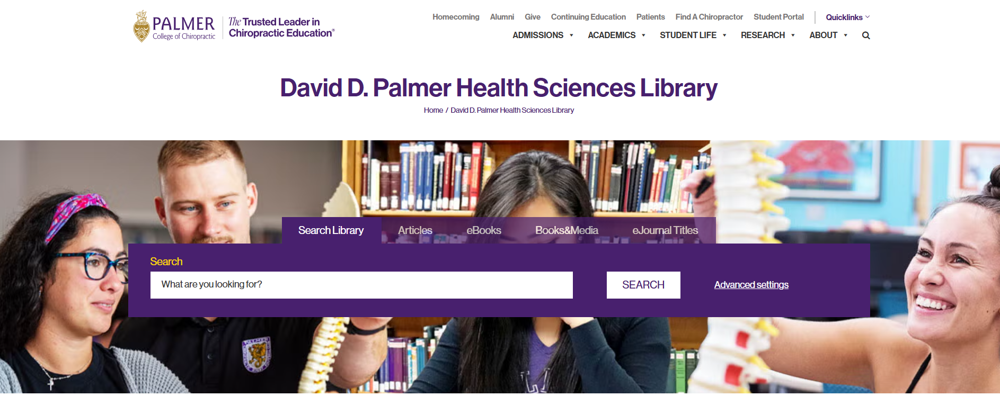 PALMER
College of Chiropractic
The Trusted Leader in
Chiropractic Education®
Homecoming Alumni Give Continuing Education Patients Find A Chiropractor Student Portal Quicklinks
ADMISSIONS ACADEMICS STUDENT LIFE RESEARCH ABOUT
David D. Palmer Health Sciences Library
Home / David D. Palmer Health Sciences Library
Search Library Articles eBooks Books&Media eJournal Titles
Search
What are you looking for?
SEARCH
Advanced settings
PALMER